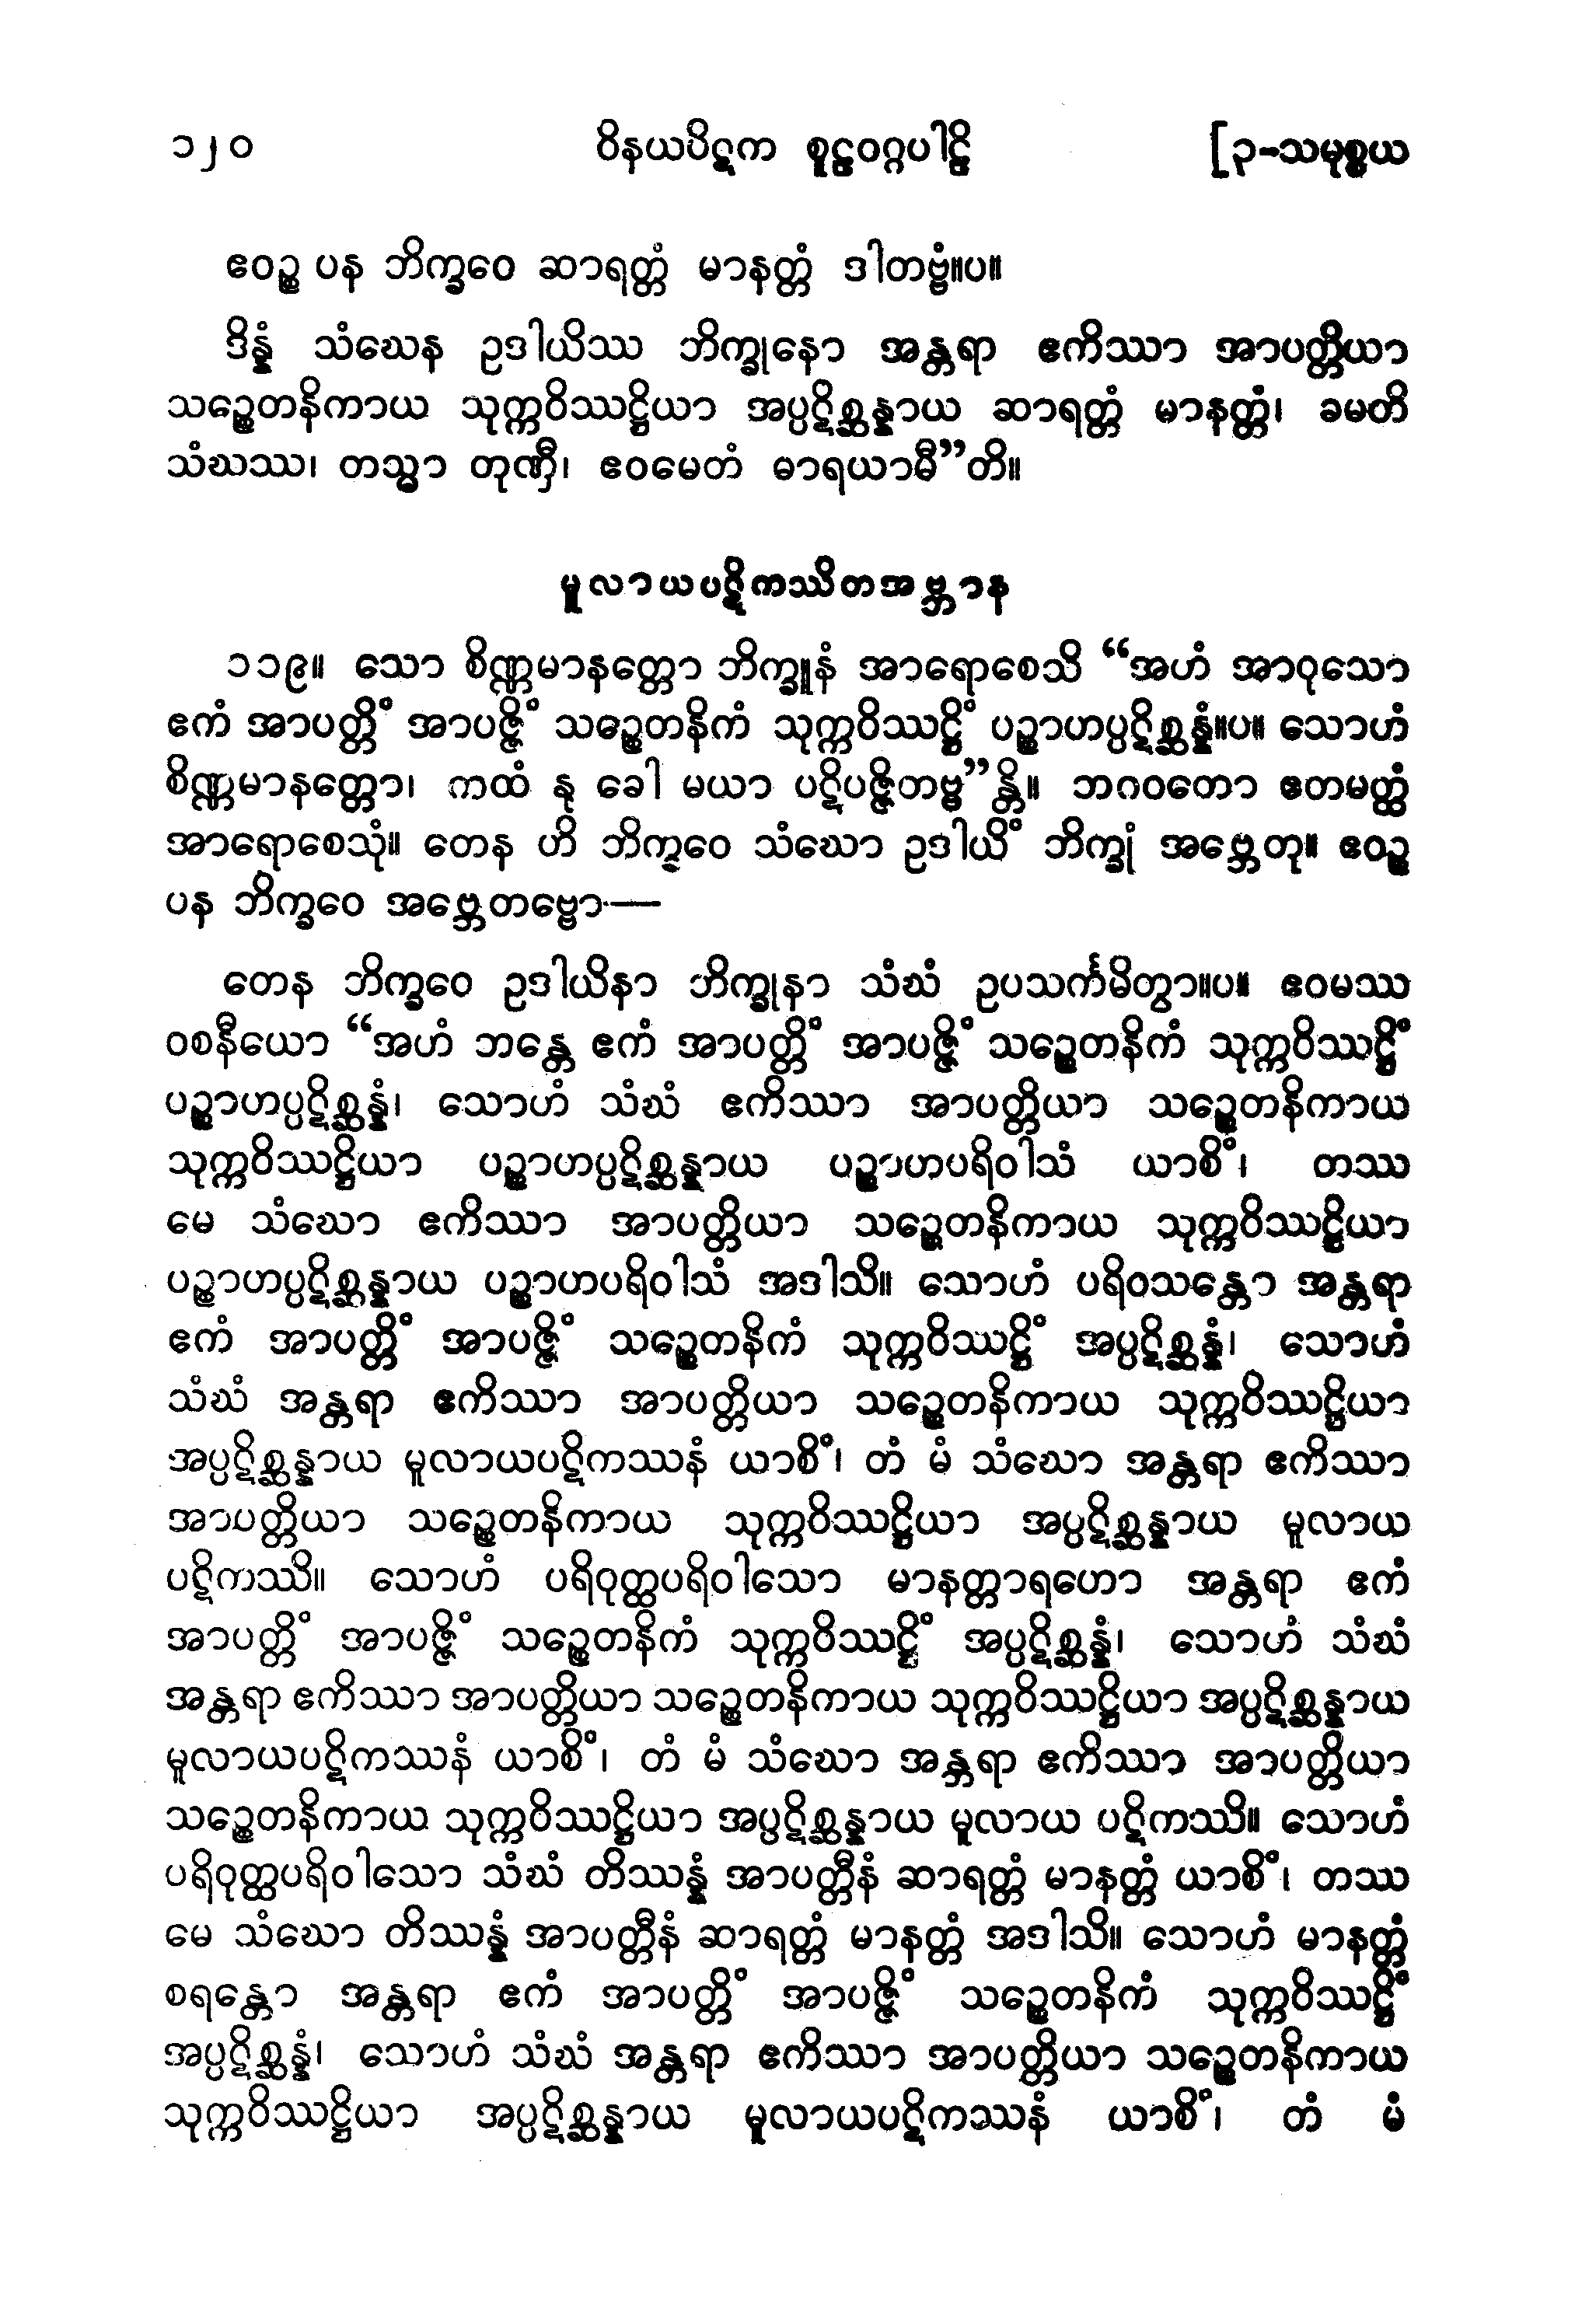 ၁၂၀ ဝိနယပိဋက စူဠဝဂ္ဂပါဠိ [၃-သမုစ္စယ
ဧဝဉ္စ ပန ဘိက္ခဝေ ဆာရတ္တံ မာနတ္တံ ဒါတဗ္ဗံ။ပ။
ဒိန္နံ သံဃေန ဥဒါယိဿ ဘိက္ခုနော အန္တရာ ဧကိဿာ အာပတ္တိယာ
သဉ္စေတနိကာယ သုက္ကဝိဿဋ္ဌိယာ အပ္ပဋိစ္ဆန္နာယ ဆာရတ္တံ မာနတ္တံ၊ ခမတိ
သံဃဿ၊ တသ္မာ တုဏှီ၊ ဧဝမေတံ ဓာရယာမီ”တိ။
မူလာယပဋိကဿိတအဗ္ဘာန
၁၁၉။ သော စိဏ္ဏမာနတ္တော ဘိက္ခူနံ အာရောစေသိ “အဟံ အာဝုသော
ဧကံ အာပတ္တိံ အာပဇ္ဇိံ သဉ္စေတနိကံ သုက္ကဝိဿဋ္ဌိံ ပဉ္စာဟပ္ပဋိစ္ဆန္နံ။ပ။ သောဟံ
စိဏ္ဏမာနတ္တော၊ ကထံ နု ခေါ မယာ ပဋိပဇ္ဇိတဗ္ဗ”န္တိ။ ဘဂဝတော ဧတမတ္ထံ
အာရောစေသုံ။ တေန ဟိ ဘိက္ခဝေ သံဃော ဥဒါယိံ ဘိက္ခုံ အဗ္ဘေတု။ ဧဝဉ္စ
ပန ဘိက္ခဝေ အဗ္ဘေတဗ္ဗော—
တေန ဘိက္ခဝေ ဥဒါယိနာ ဘိက္ခုနာ သံဃံ ဥပသင်္ကမိတွာ။ပ။ ဧဝမဿ
ဝစနီယော “အဟံ ဘန္တေ ဧကံ အာပတ္တိံ အာပဇ္ဇိံ သဉ္စေတနိကံ သုက္ကဝိဿဋ္ဌိံ
ပဉ္စာဟပ္ပဋိစ္ဆန္နံ၊ သောဟံ သံဃံ ဧကိဿာ အာပတ္တိယာ သဉ္စေတနိကာယ
သုက္ကဝိဿဋ္ဌိယာ ပဉ္စာဟပ္ပဋိစ္ဆန္နာယ ပဉ္စာဟပရိဝါသံ ယာစိံ၊ တဿ
မေ သံဃော ဧကိဿာ အာပတ္တိယာ သဉ္စေတနိကာယ သုက္ကဝိဿဋ္ဌိယာ
ပဉ္စာဟပ္ပဋိစ္ဆန္နာယ ပဉ္စာဟပရိဝါသံ အဒါသိ။ သောဟံ ပရိဝသန္တော အန္တရာ
ဧကံ အာပတ္တိံ အာပဇ္ဇိံ သဉ္စေတနိကံ သုက္ကဝိဿဋ္ဌိံ အပ္ပဋိစ္ဆန္နံ၊ သောဟံ
သံဃံ အန္တရာ ဧကိဿာ အာပတ္တိယာ သဉ္စေတနိကာယ သုက္ကဝိဿဋ္ဌိယာ
အပ္ပဋိစ္ဆန္နာယ မူလာယပဋိကဿနံ ယာစိံ၊ တံ မံ သံဃော အန္တရာ ဧကိဿာ
အာပတ္တိယာ သဉ္စေတနိကာယ သုက္ကဝိဿဋ္ဌိယာ အပ္ပဋိစ္ဆန္နာယ မူလာယ
ပဋိကဿိ။ သောဟံ ပရိဝုတ္ထပရိဝါသော မာနတ္တာရဟော အန္တရာ ဧကံ
အာပတ္တိံ အာပဇ္ဇိံ သဉ္စေတနိကံ သုက္ကဝိဿဋ္ဌိံ အပ္ပဋိစ္ဆန္နံ၊ သောဟံ သံဃံ
အန္တရာ ဧကိဿာ အာပတ္တိယာ သဉ္စေတနိကာယ သုက္ကဝိဿဋ္ဌိယာ အပ္ပဋိစ္ဆန္နာယ
မူလာယပဋိကဿနံ ယာစိံ၊ တံ မံ သံဃော အန္တရာ ဧကိဿာ အာပတ္တိယာ
သဉ္စေတနိကာယ သုက္ကဝိဿဋ္ဌိယာ အပ္ပဋိစ္ဆန္နာယ မူလာယ ပဋိကဿိ။ သောဟံ
ပရိဝုတ္ထပရိဝါသော သံဃံ တိဿန္နံ အာပတ္တီနံ ဆာရတ္တံ မာနတ္တံ ယာစိံ၊ တဿ
မေ သံဃော တိဿန္နံ အာပတ္တီနံ ဆာရတ္တံ မာနတ္တံ အဒါသိ။ သောဟံ မာနတ္တံ
စရန္တော အန္တရာ ဧကံ အာပတ္တိံ အာပဇ္ဇိံ သဉ္စေတနိကံ သုက္ကဝိဿဋ္ဌိံ
အပ္ပဋိစ္ဆန္နံ၊ သောဟံ သံဃံ အန္တရာ ဧကိဿာ အာပတ္တိယာ သဉ္စေတနိကာယ
သုက္ကဝိဿဋ္ဌိယာ အပ္ပဋိစ္ဆန္နာယ မူလာယပဋိကဿနံ ယာစိံ၊ တံ မံ